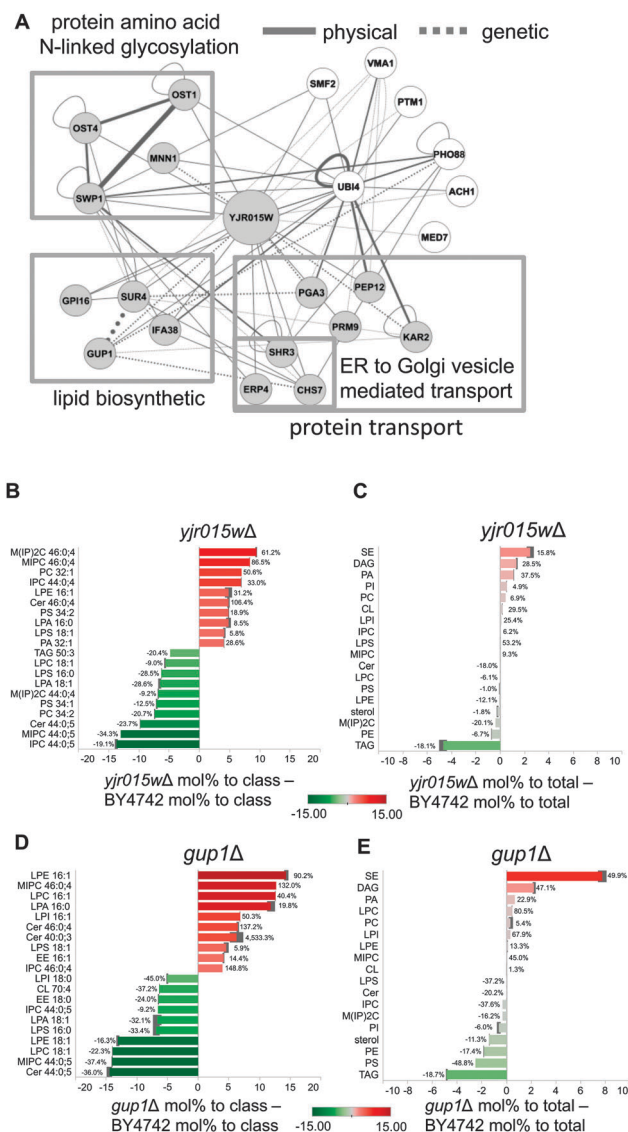 A
protein amino acid
N-linked glycosylation
physical
genetic
VMA1
SMF2
OST1
PTM1
OST4
PHO88
MNN1
UBI4
ACH1
SWP1
YJR015W
MED7
PEP12
PGA3
GPI16
SUR4
IFA38
PRM9
KAR2
GUP1
SHR3
ER to Golgi vesicle
mediated transport
ERP4
CHS7
lipid biosynthetic
protein transport
B
yjr015wΔ
M(IP)2C 46:0;4 61.2%
MIPC 46:0;4 86.5%
PC 32:1 50.6%
IPC 44:0;4 33.0%
LPE 16:1 31.2%
Cer 46:0;4 106.4%
PS 34:2 18.9%
LPA 16:0 8.5%
LPS 18:1 5.8%
PA 32:1 28.6%
TAG 50:3 -20.4%
LPC 18:1 -9.0%
LPS 16:0 -28.5%
LPA 18:1 -28.6%
M(IP)2C 44:0;4 -9.2%
PS 34:1 -12.5%
PC 34:2 -20.7%
Cer 44:0;5 -23.7%
MIPC 44:0;5 -34.3%
IPC 44:0;5 -19.1%
-20 -15 -10 -5 0 5 10 15 20
yjr015wΔ mol% to class –
BY4742 mol% to class
C
yjr015wΔ
SE 15.8%
DAG 28.5%
PA 37.5%
PI 4.9%
PC 6.9%
CL 29.5%
LPI 25.4%
IPC 6.2%
LPS 53.2%
MIPC 9.3%
Cer -18.0%
LPC -6.1%
PS -1.0%
LPE -12.1%
sterol -1.8%
M(IP)2C -20.1%
PE -6.7%
TAG -18.1%
-10 -8 -6 -4 -2 0 2 4 6 8 10
yjr015wΔ mol% to total –
BY4742 mol% to total
-15.00 15.00
D
gup1Δ
LPE 16:1 90.2%
MIPC 46:0;4 132.0%
LPC 16:1 40.4%
LPA 16:0 19.8%
LPI 16:1 50.3%
Cer 46:0;4 137.2%
Cer 40:0;3 4,533.3%
LPS 18:1 5.9%
EE 16:1 14.4%
IPC 46:0;4 148.8%
LPI 18:0 -45.0%
CL 70:4 -37.2%
EE 18:0 -24.0%
IPC 44:0;5 -9.2%
LPA 18:1 -32.1%
LPS 16:0 -33.4%
LPE 18:1 -16.3%
LPC 18:1 -22.3%
MIPC 44:0;5 -37.4%
Cer 44:0;5 -36.0%
-20 -15 -10 -5 0 5 10 15 20
gup1Δ mol% to class –
BY4742 mol% to class
E
gup1Δ
SE 49.9%
DAG 47.1%
PA 22.9%
LPC 80.5%
PC 5.4%
LPI 67.9%
LPE 13.3%
MIPC 45.0%
CL 1.3%
LPS -37.2%
Cer -20.2%
IPC -37.6%
M(IP)2C -16.2%
PI -6.0%
sterol -11.3%
PE -17.4%
PS -48.8%
TAG -18.7%
-10 -8 -6 -4 -2 0 2 4 6 8 10
gup1Δ mol% to total –
BY4742 mol% to total
-15.00 15.00